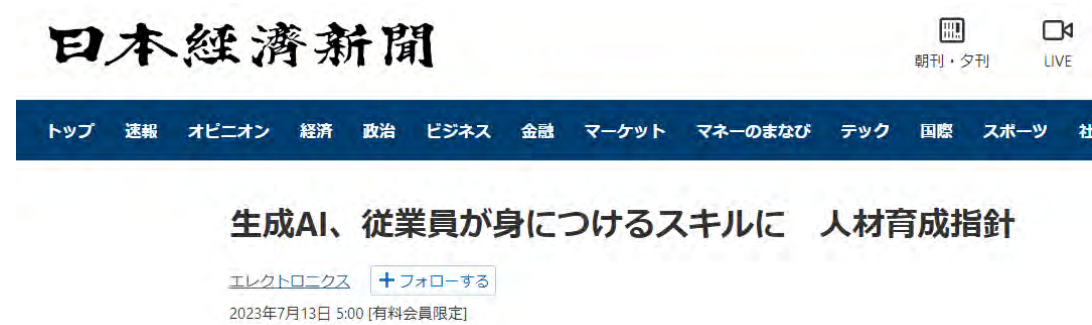 日本経済新聞
朝刊・夕刊 LIVE
トップ 速報 オピニオン 経済 政治 ビジネス 金融 マーケット マネーのまなび テック 国際 スポーツ 社
生成AI、従業員が身につけるスキルに 人材育成指針
エレクトロニクス +フォローする
2023年7月13日 5:00 [有料会員限定]